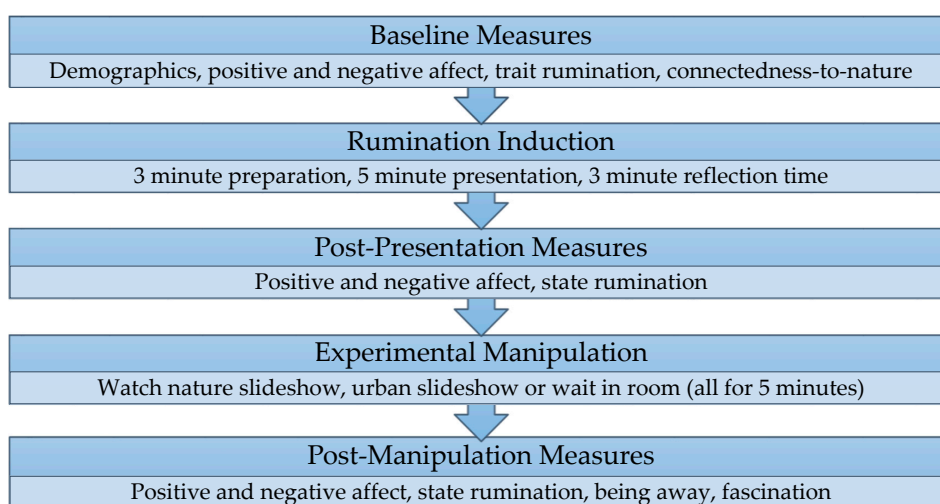 Baseline Measures
Demographics, positive and negative affect, trait rumination, connectedness-to-nature
Rumination Induction
3 minute preparation, 5 minute presentation, 3 minute reflection time
Post-Presentation Measures
Positive and negative affect, state rumination
Experimental Manipulation
Watch nature slideshow, urban slideshow or wait in room (all for 5 minutes)
Post-Manipulation Measures
Positive and negative affect, state rumination, being away, fascination